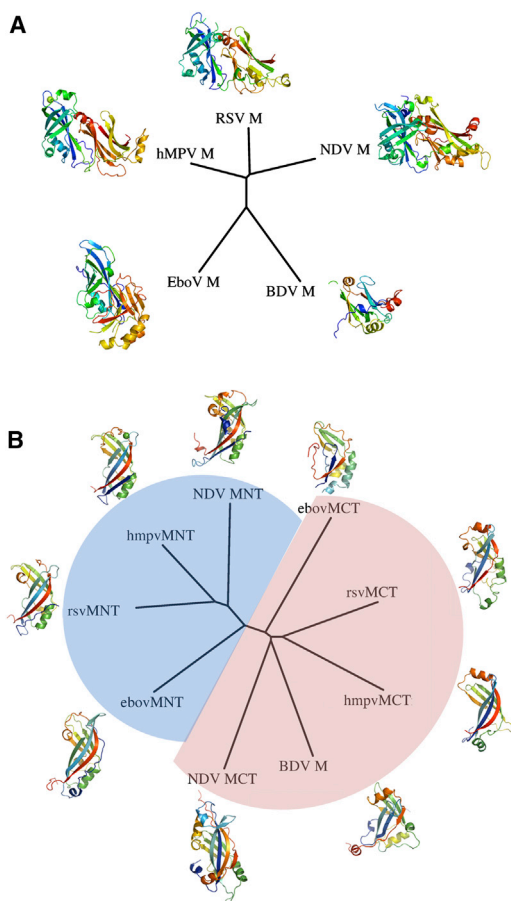 A
RSV M
hMPV M
NDV M
EboV M
BDV M
B
NDV MNT
ebovMCT
hmpvMNT
rsvMCT
rsvMNT
ebovMNT
hmpvMCT
BDV M
NDV MCT